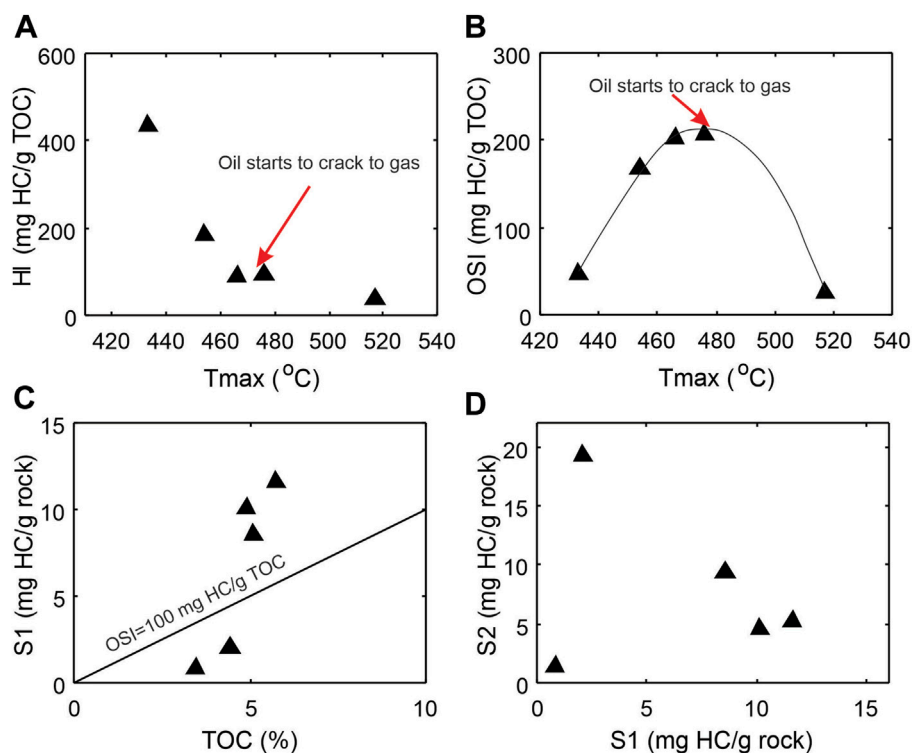 A
600
400
200
0
HI (mg HC/g TOC)
Oil starts to crack to gas
420 440 460 480 500 520 540
Tmax (°C)
B
300
200
100
0
OSI (mg HC/g TOC)
Oil starts to crack to gas
420 440 460 480 500 520 540
Tmax (°C)
C
15
10
5
0
S1 (mg HC/g rock)
OSI=100 mg HC/g TOC
0 5 10
TOC (%)
D
20
15
10
5
0
S2 (mg HC/g rock)
0 5 10 15
S1 (mg HC/g rock)